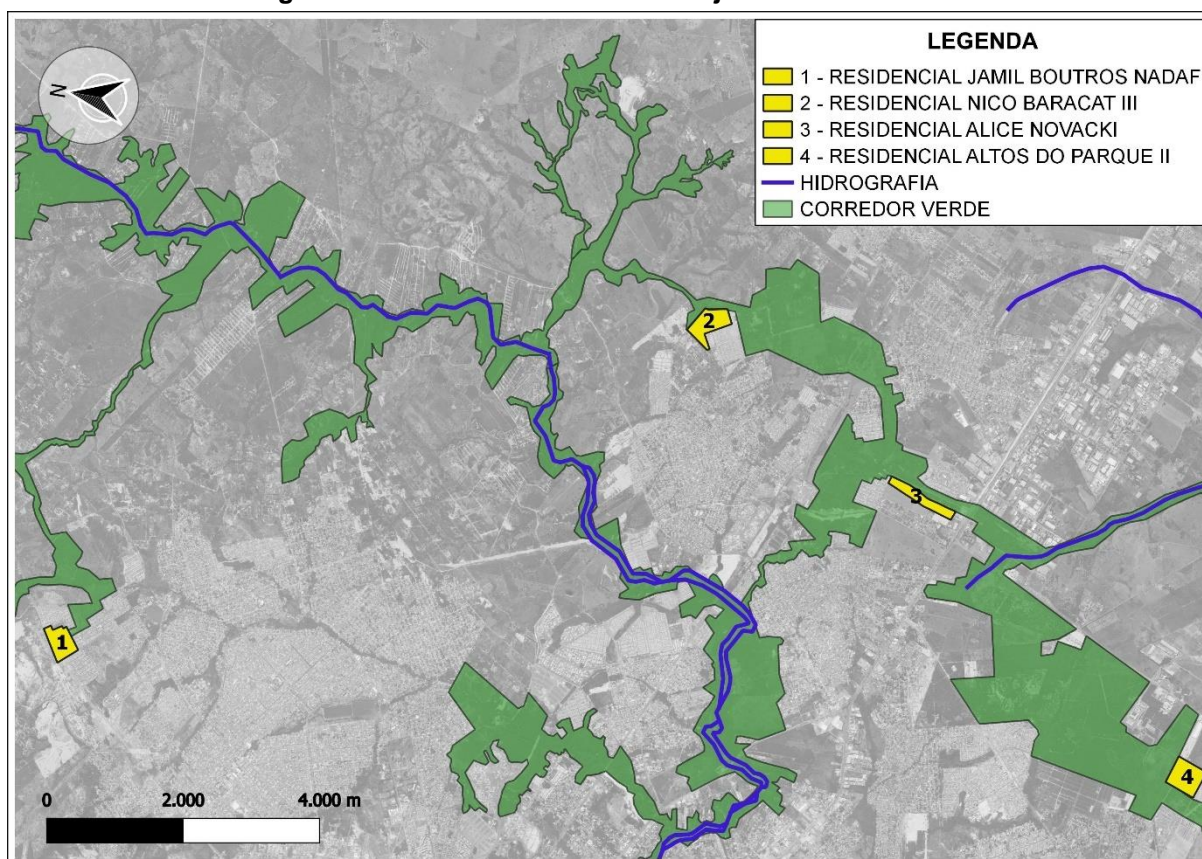 N
LEGENDA
1 - RESIDENCIAL JAMIL BOUTROS NADAF
2 - RESIDENCIAL NICO BARACAT III
3 - RESIDENCIAL ALICE NOVACKI
4 - RESIDENCIAL ALTOS DO PARQUE II
HIDROGRAFIA
CORREDOR VERDE
2
3
1
4
0 2.000 4.000 m